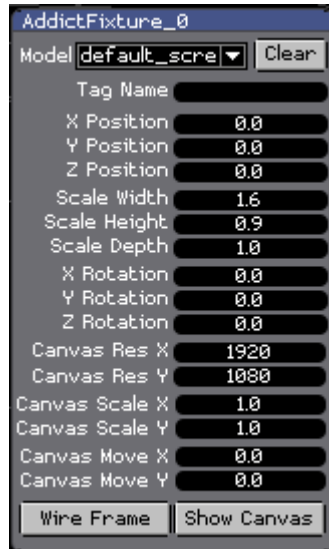 AddictFixture_0
Model default_scre Clear
Tag Name
X Position 0.0
Y Position 0.0
Z Position 0.0
Scale Width 1.6
Scale Height 0.9
Scale Depth 1.0
X Rotation 0.0
Y Rotation 0.0
Z Rotation 0.0
Canvas Res X 1920
Canvas Res Y 1080
Canvas Scale X 1.0
Canvas Scale Y 1.0
Canvas Move X 0.0
Canvas Move Y 0.0
Wire Frame Show Canvas